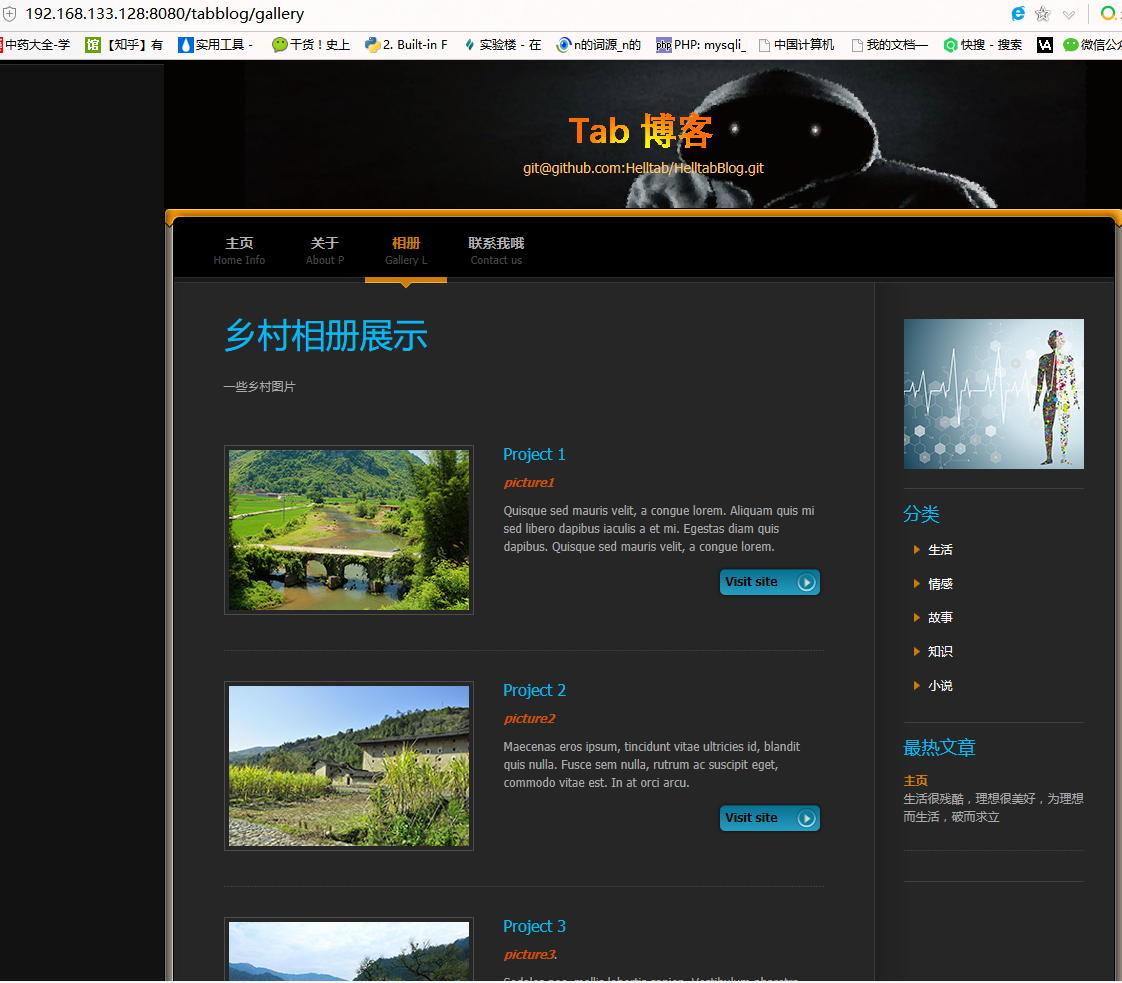 192.168.133.128:8080/tabblog/gallery
中药大全-学 馆 【知乎】有 实用工具 - 干货！史上 2. Built-in F 实验楼 - 在 n的词源_n的 php PHP: mysqli_ 中国计算机 我的文档— 快搜 - 搜索 VA 微信公众
Tab 博客
git@github.com:Helltab/HelltabBlog.git
主页 关于 相册 联系我哦
Home Info About P Gallery L Contact us
乡村相册展示
一些乡村图片
Project 1
picture1
Quisque sed mauris velit, a congue lorem. Aliquam quis mi
sed libero dapibus iaculis a et mi. Egestas diam quis
dapibus. Quisque sed mauris velit, a congue lorem.
Visit site
Project 2
picture2
Maecenas eros ipsum, tincidunt vitae ultricies id, blandit
quis nulla. Fusce sem nulla, rutrum ac suscipit eget,
commodo vitae est. In at orci arcu.
Visit site
Project 3
picture3.
分类
生活
情感
故事
知识
小说
最热文章
主页
生活很残酷，理想很美好，为理想
而生活，破而求立